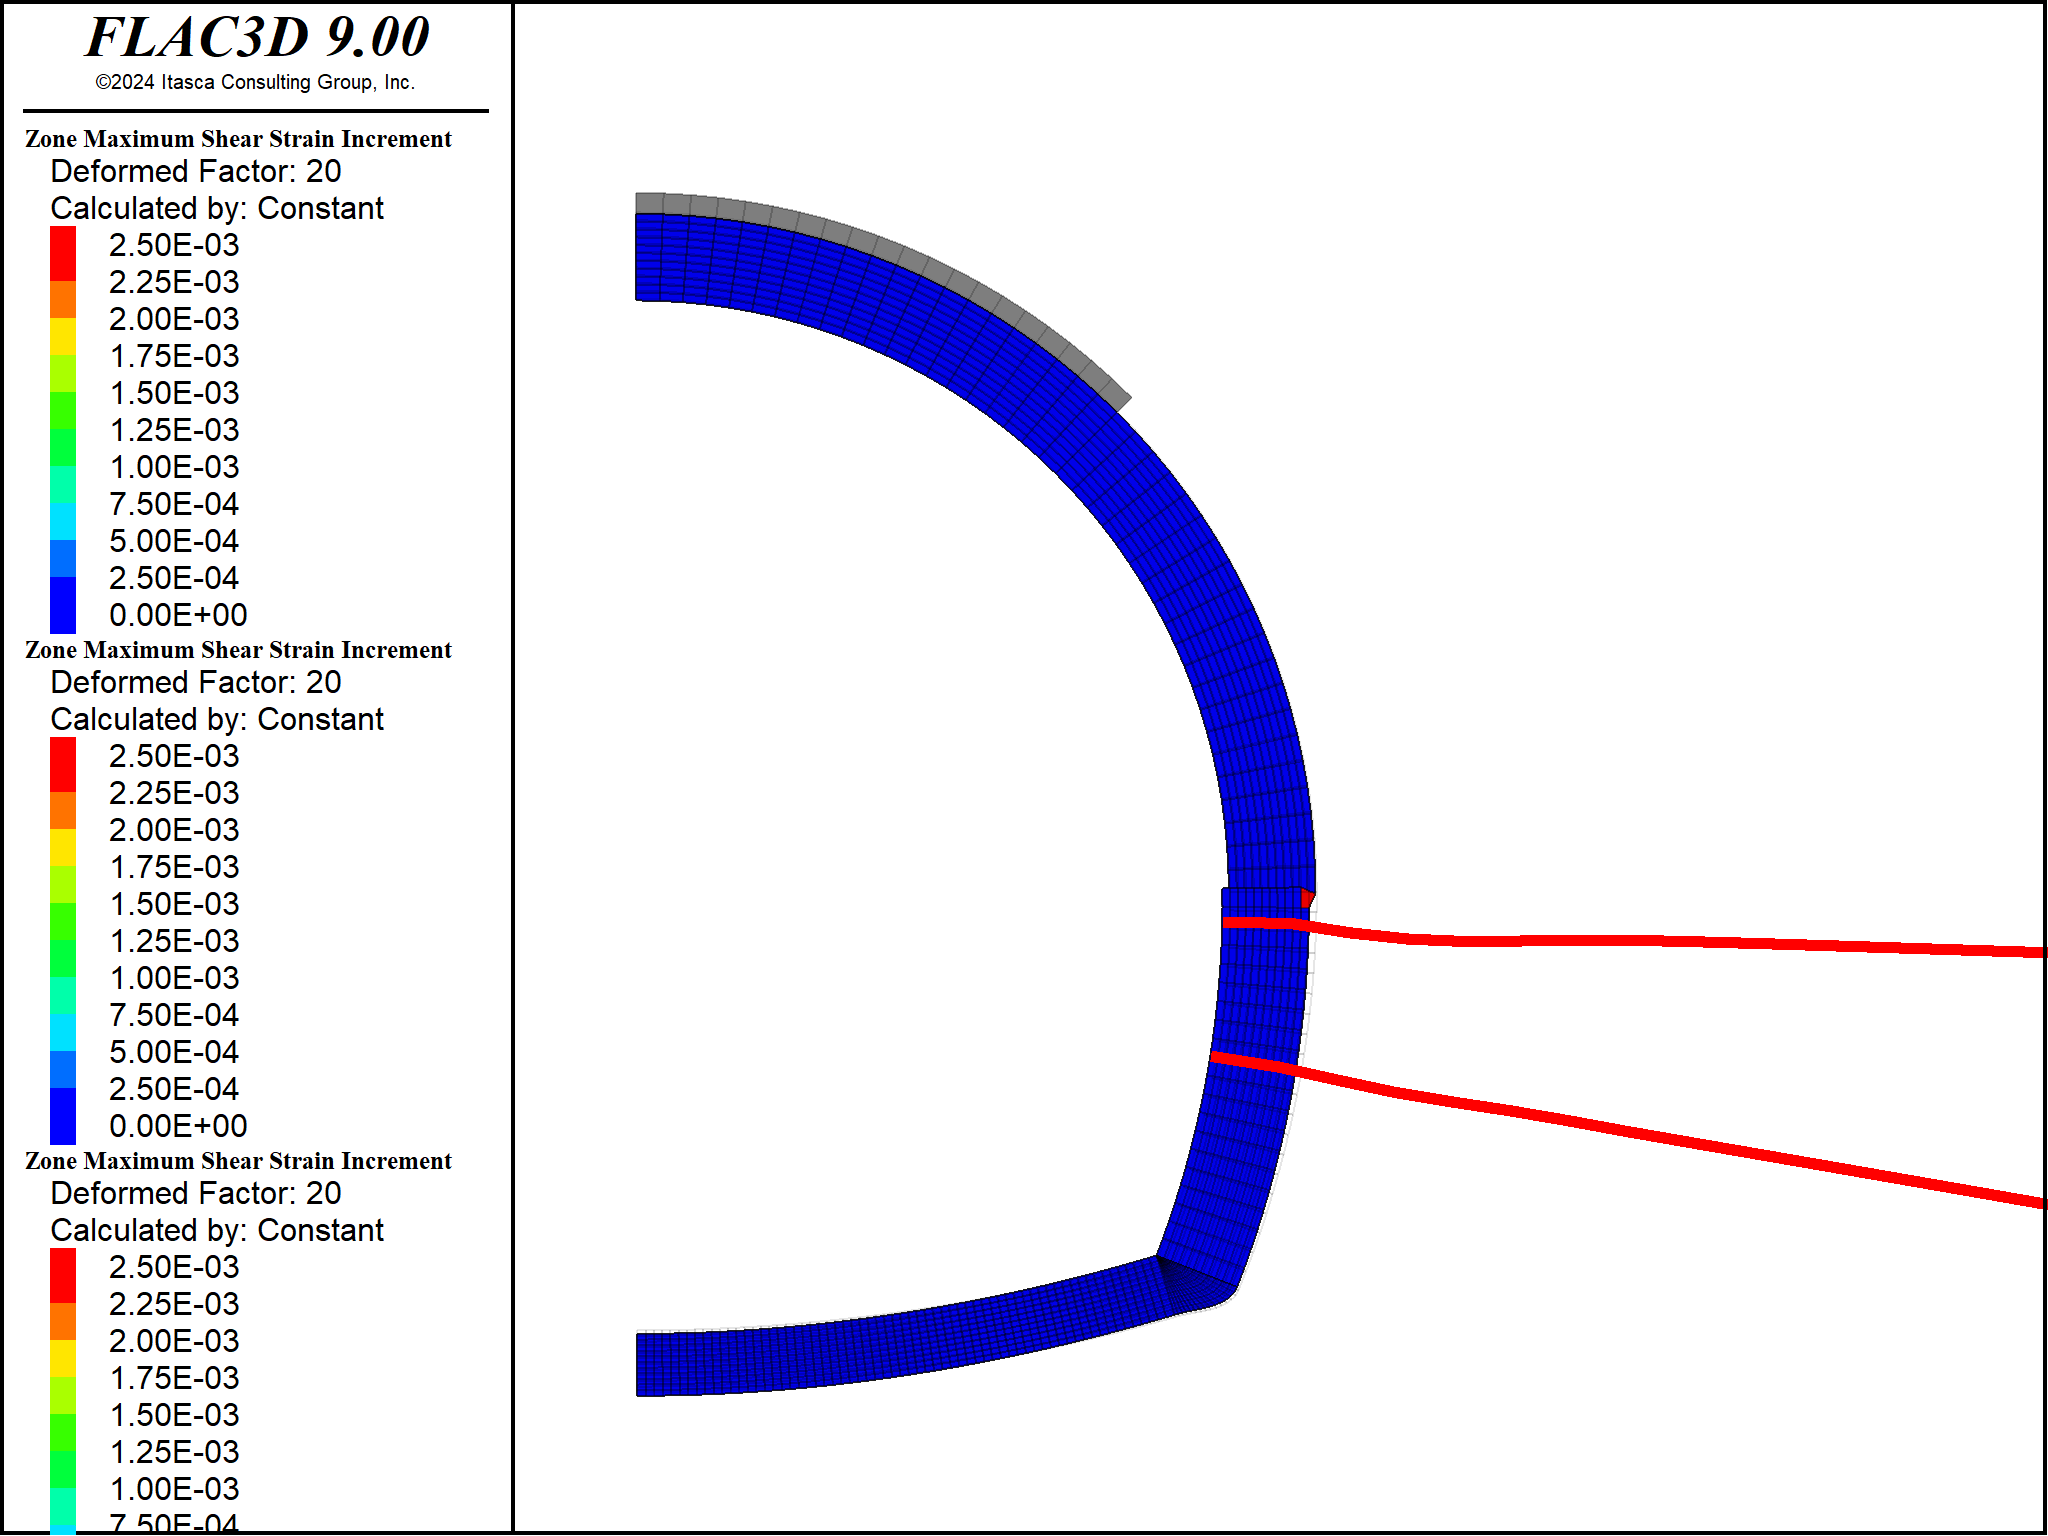 FLAC3D 9.00
©2024 Itasca Consulting Group, Inc.
Zone Maximum Shear Strain Increment
Deformed Factor: 20
Calculated by: Constant
2.50E-03
2.25E-03
2.00E-03
1.75E-03
1.50E-03
1.25E-03
1.00E-03
7.50E-04
5.00E-04
2.50E-04
0.00E+00
Zone Maximum Shear Strain Increment
Deformed Factor: 20
Calculated by: Constant
2.50E-03
2.25E-03
2.00E-03
1.75E-03
1.50E-03
1.25E-03
1.00E-03
7.50E-04
5.00E-04
2.50E-04
0.00E+00
Zone Maximum Shear Strain Increment
Deformed Factor: 20
Calculated by: Constant
2.50E-03
2.25E-03
2.00E-03
1.75E-03
1.50E-03
1.25E-03
1.00E-03
7.50E-04